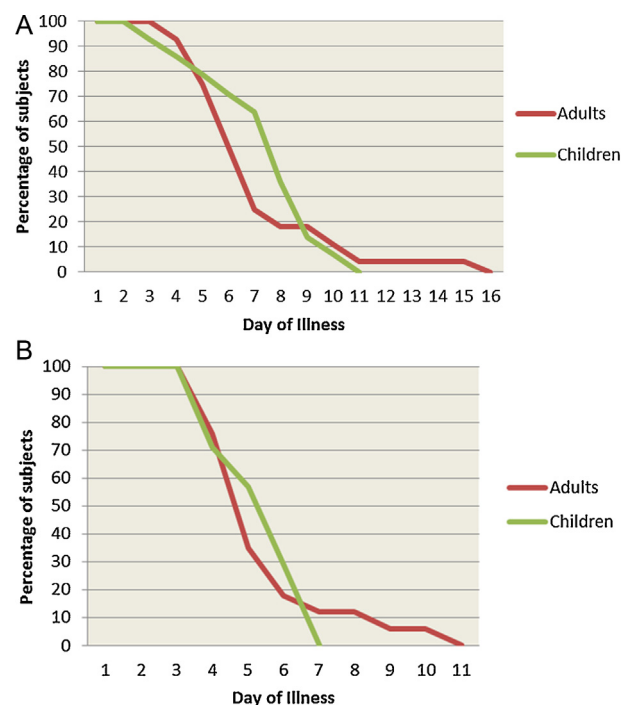 A
100
90
80
70
60
50
40
30
20
10
0
Percentage of subjects
1 2 3 4 5 6 7 8 9 10 11 12 13 14 15 16
Day of Illness
Adults
Children
B
100
90
80
70
60
50
40
30
20
10
0
Percentage of subjects
1 2 3 4 5 6 7 8 9 10 11
Day of Illness
Adults
Children